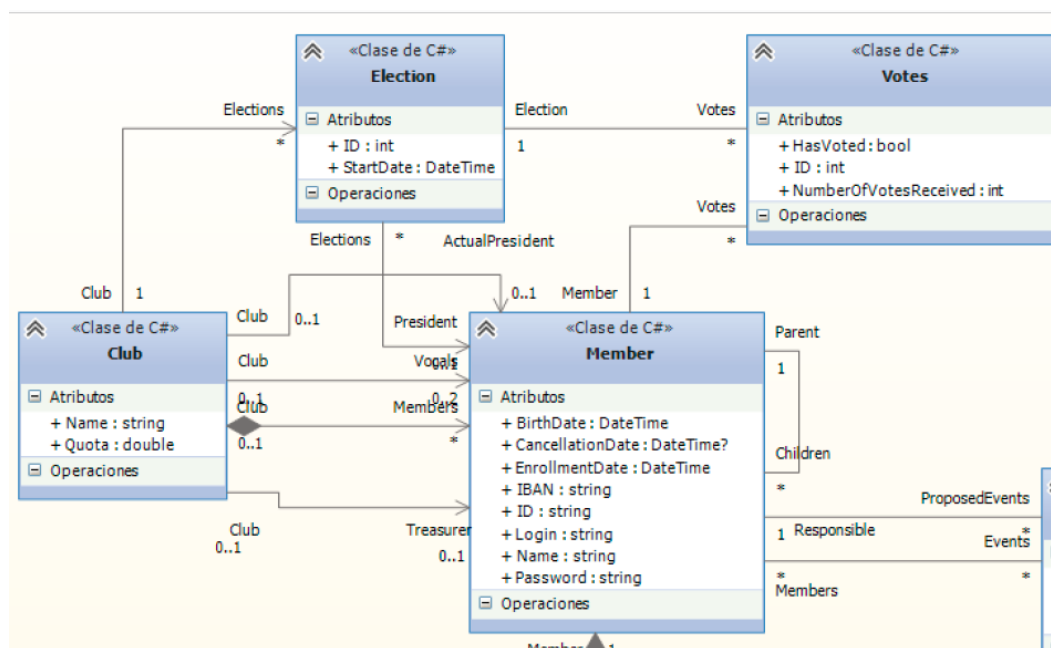 «Clase de C#»
Election
Atributos
+ ID : int
+ StartDate : DateTime
Operaciones
«Clase de C#»
Votes
Atributos
+ HasVoted : bool
+ ID : int
+ NumberOfVotesReceived : int
Operaciones
Elections
*
Election
1
Votes
*
Votes
*
Elections
*
ActualPresident
0..1
Member
1
Club
1
Club
0..1
President
«Clase de C#»
Club
Atributos
+ Name : string
+ Quota : double
Operaciones
Club
0..1
Vocals
0..2
Club
0..1
Members
*
Club
0..1
Treasurer
0..1
«Clase de C#»
Member
Atributos
+ BirthDate : DateTime
+ CancellationDate : DateTime?
+ EnrollmentDate : DateTime
+ IBAN : string
+ ID : string
+ Login : string
+ Name : string
+ Password : string
Operaciones
Parent
1
Children
*
ProposedEvents
*
1
Responsible
Events
*
*
Members
Member
1